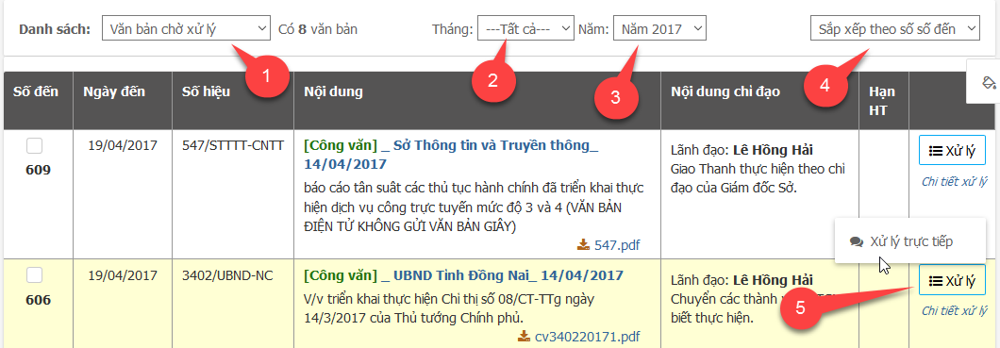 Danh sách: Văn bản chờ xử lý Có 8 văn bản Tháng: ---Tất cả--- Năm: Năm 2017 Sắp xếp theo số đến
1 2 3 4
Số đến Ngày đến Số hiệu Nội dung Nội dung chỉ đạo Hạn HT
609 19/04/2017 547/STTTT-CNTT
[Công văn] _ Sở Thông tin và Truyền thông_
14/04/2017
báo cáo tân suât các thủ tục hành chính đã triển khai thực
hiện dịch vụ công trực tuyến mức độ 3 và 4 (VĂN BẢN
ĐIỆN TỬ KHÔNG GỬI VĂN BẢN GIẤY)
547.pdf
Lãnh đạo: Lê Hồng Hải
Giao Thanh thực hiện theo chỉ
đạo của Giám đốc Sở.
Xử lý
Chi tiết xử lý
Xử lý trực tiếp
606 19/04/2017 3402/UBND-NC
[Công văn] _ UBND Tỉnh Đồng Nai_ 14/04/2017
V/v triển khai thực hiện Chỉ thị số 08/CT-TTg ngày
14/3/2017 của Thủ tướng Chính phủ.
cv340220171.pdf
Lãnh đạo: Lê Hồng Hải
Chuyển các thành
biết thực hiện.
5
Xử lý
Chi tiết xử lý